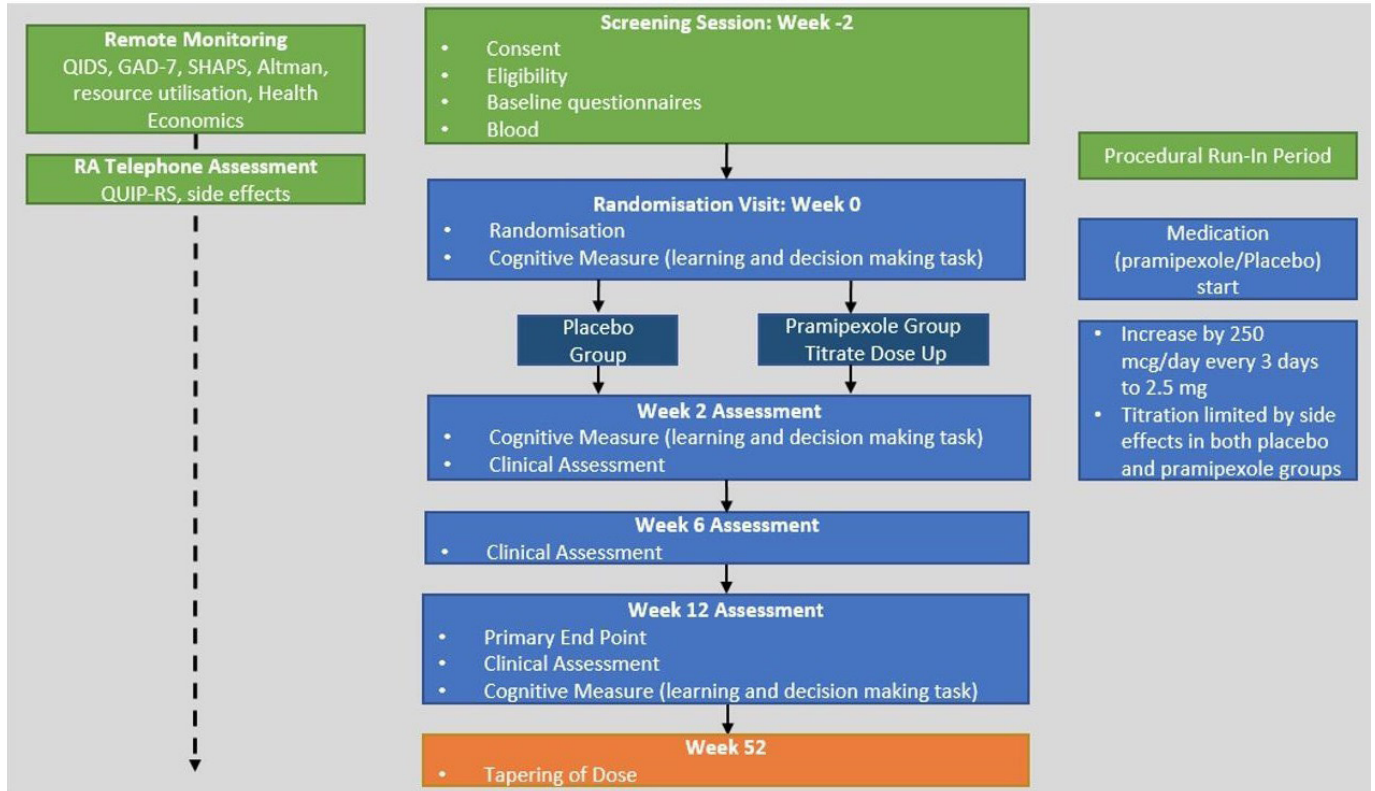 Remote Monitoring
QIDS, GAD-7, SHAPS, Altman,
resource utilisation, Health
Economics
RA Telephone Assessment
QUIP-RS, side effects
Screening Session: Week -2
• Consent
• Eligibility
• Baseline questionnaires
• Blood
Randomisation Visit: Week 0
• Randomisation
• Cognitive Measure (learning and decision making task)
Placebo
Group
Pramipexole Group
Titrate Dose Up
Week 2 Assessment
• Cognitive Measure (learning and decision making task)
• Clinical Assessment
Week 6 Assessment
• Clinical Assessment
Week 12 Assessment
• Primary End Point
• Clinical Assessment
• Cognitive Measure (learning and decision making task)
Week 52
• Tapering of Dose
Procedural Run-In Period
Medication
(pramipexole/Placebo)
start
• Increase by 250
mcg/day every 3 days
to 2.5 mg
• Titration limited by side
effects in both placebo
and pramipexole groups